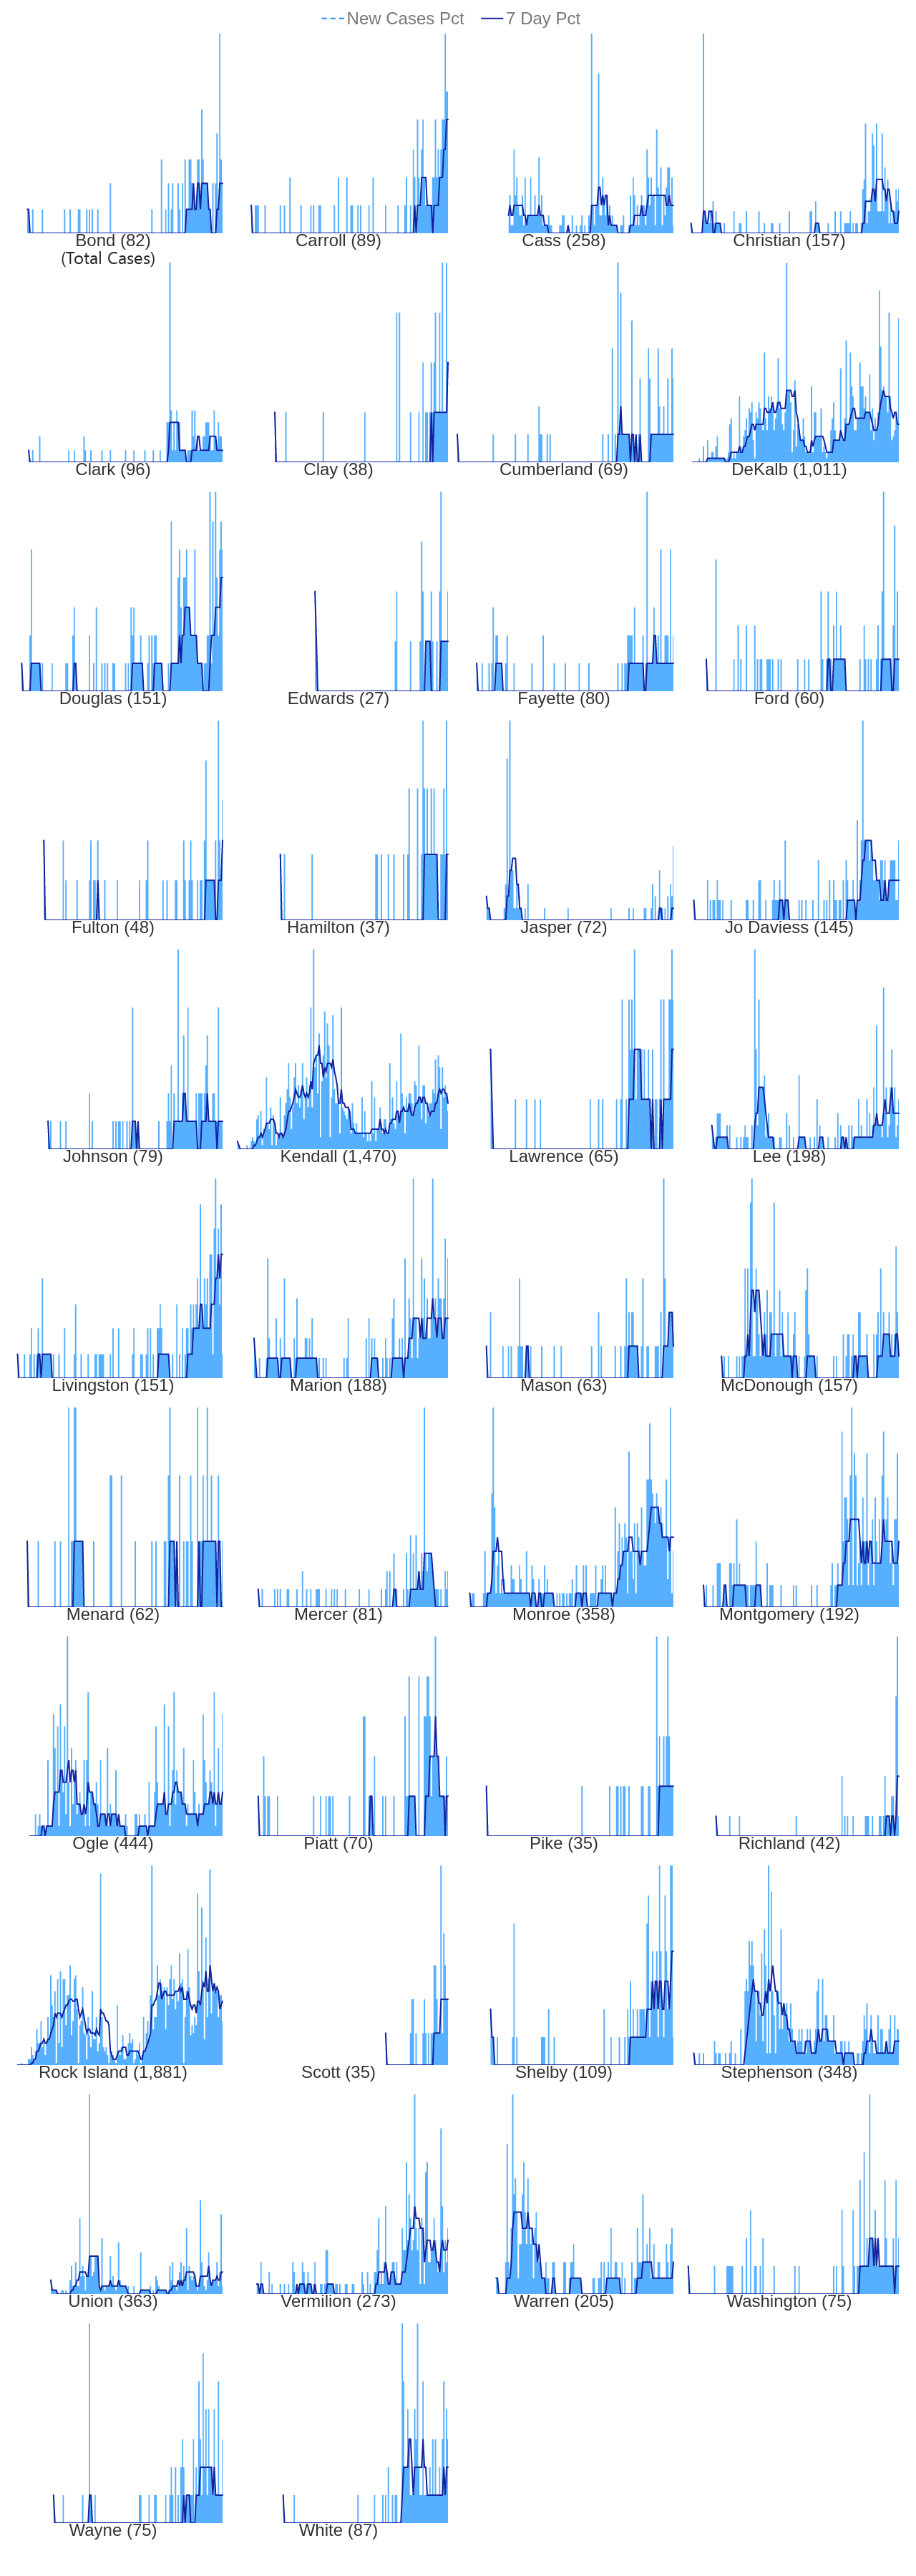 New Cases Pct 7 Day Pct
Bond (82) Carroll (89) Cass (258) Christian (157)
(Total Cases)
Clark (96) Clay (38) Cumberland (69) DeKalb (1,011)
Douglas (151) Edwards (27) Fayette (80) Ford (60)
Fulton (48) Hamilton (37) Jasper (72) Jo Daviess (145)
Johnson (79) Kendall (1,470) Lawrence (65) Lee (198)
Livingston (151) Marion (188) Mason (63) McDonough (157)
Menard (62) Mercer (81) Monroe (358) Montgomery (192)
Ogle (444) Piatt (70) Pike (35) Richland (42)
Rock Island (1,881) Scott (35) Shelby (109) Stephenson (348)
Union (363) Vermilion (273) Warren (205) Washington (75)
Wayne (75) White (87)